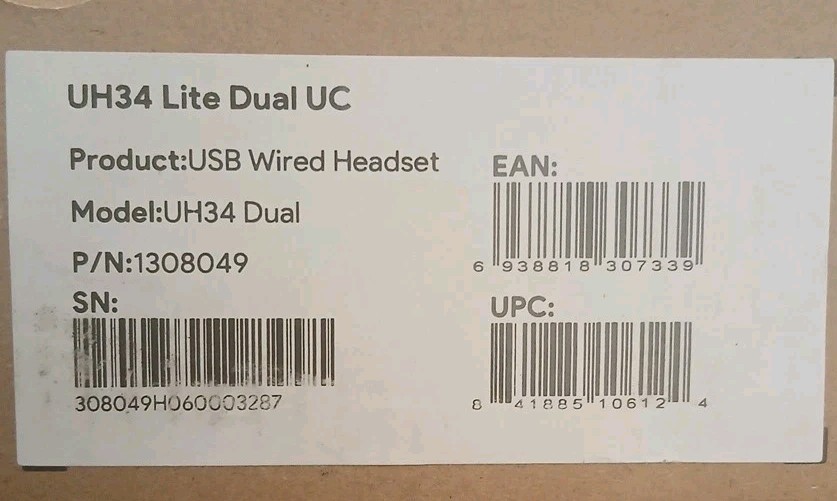 UH34 Lite Dual UC
Product:USB Wired Headset
Model:UH34 Dual
P/N:1308049
SN:
308049H060003287
EAN:
6 938818 307339
UPC:
8 41885 10612 4